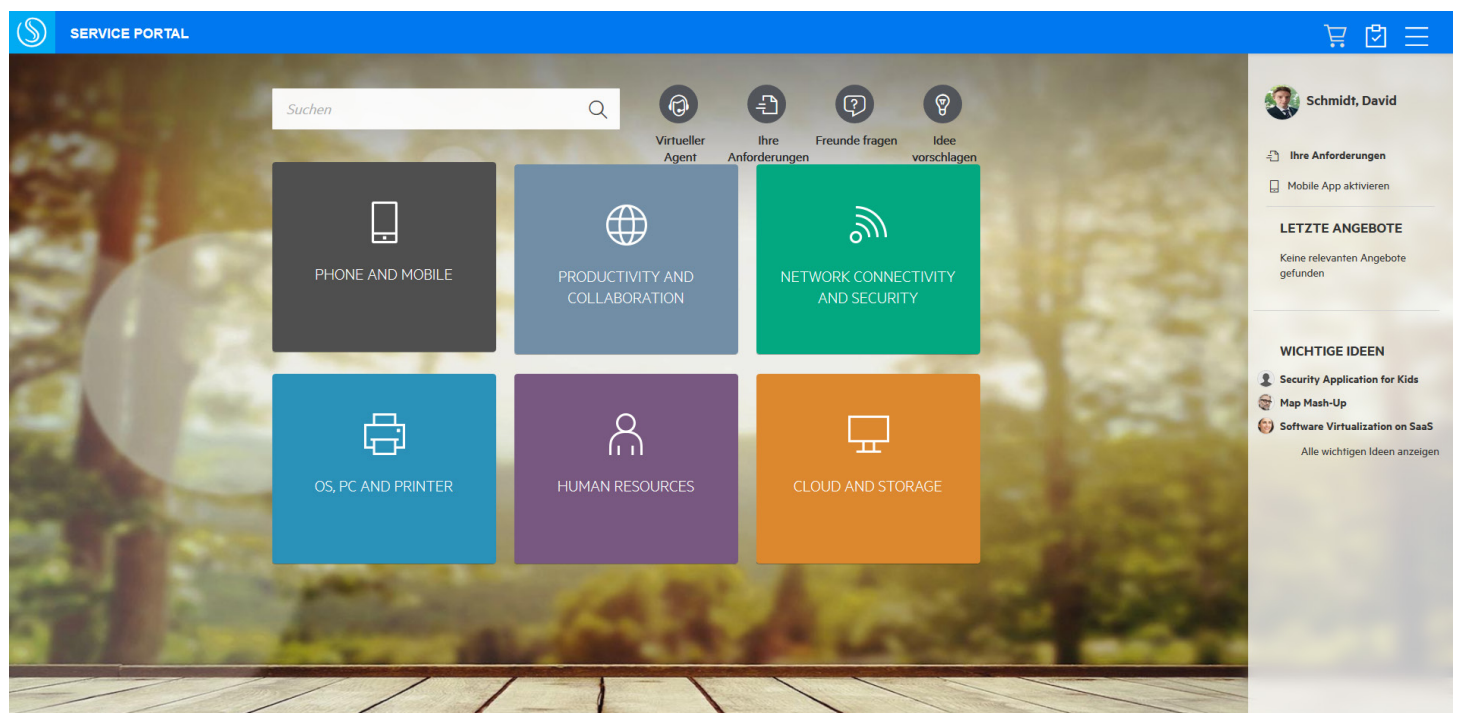 SERVICE PORTAL
Suchen
Virtueller
Agent
Ihre
Anforderungen
Freunde fragen
Idee
vorschlagen
PHONE AND MOBILE
PRODUCTIVITY AND
COLLABORATION
NETWORK CONNECTIVITY
AND SECURITY
OS, PC AND PRINTER
HUMAN RESOURCES
CLOUD AND STORAGE
Schmidt, David
Ihre Anforderungen
Mobile App aktivieren
LETZTE ANGEBOTE
Keine relevanten Angebote
gefunden
WICHTIGE IDEEN
Security Application for Kids
Map Mash-Up
Software Virtualization on SaaS
Alle wichtigen Ideen anzeigen